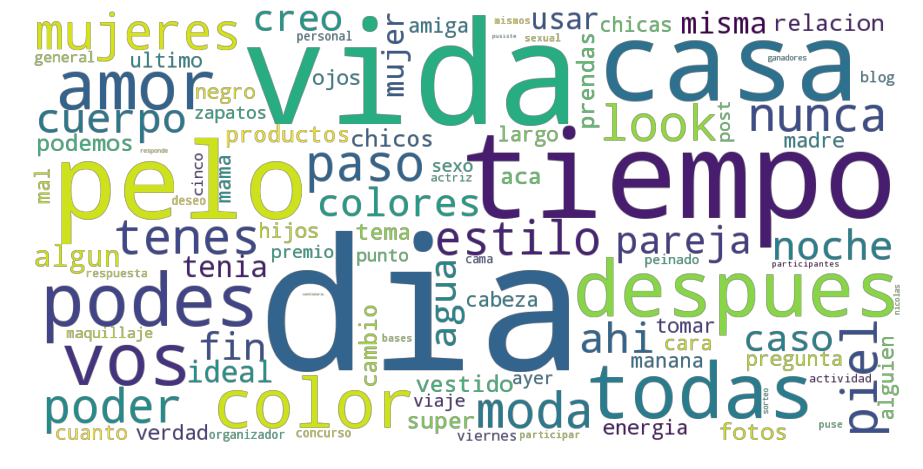 mujeres
general
ultimo
amor
cuerpo
podemos
creo
personal
amiga
mismos
pusiste
sexual
usar
chicas
misma
relacion
negro
zapatos
ojos
mujer
vida
prendas
casa
ganadores
blog
productos
chicos
largo
look
post
nunca
madre
mal
responde
pelo
cinco
deseo
mama
paso
sexo
actriz
aca
colores
tiempo
algun
respuesta
tenes
tenia
hijos
premio
tema
punto
estilo
cama
pareja
peinado
noche
participantes
podes
maquillaje
vos
fin
ideal
dia
cambio
bases
agua
cabeza
despues
nicolas
ahi
tomar
cara
manana
caso
pregunta
actividad
piel
alguien
poder
cuanto
verdad
organizador
color
concurso
vestido
ayer
viaje
super
viernes
participar
moda
todas
energia
sorteo
fotos
puse